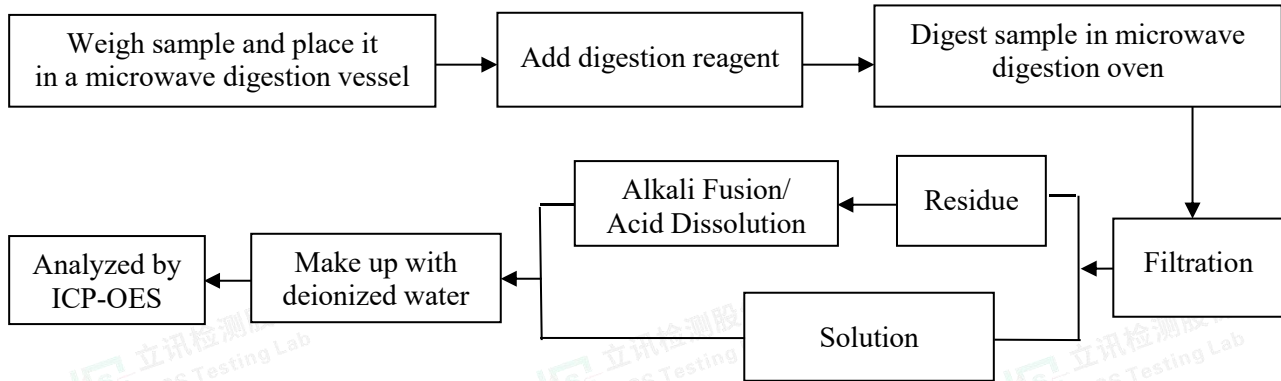 Weigh sample and place it
in a microwave digestion vessel
Add digestion reagent
Digest sample in microwave
digestion oven
Filtration
Residue
Alkali Fusion/
Acid Dissolution
Solution
Make up with
deionized water
Analyzed by
ICP-OES
立讯检测股
Testing Lab
立讯检测股
Testing Lab
立讯检测股
Testing Lab